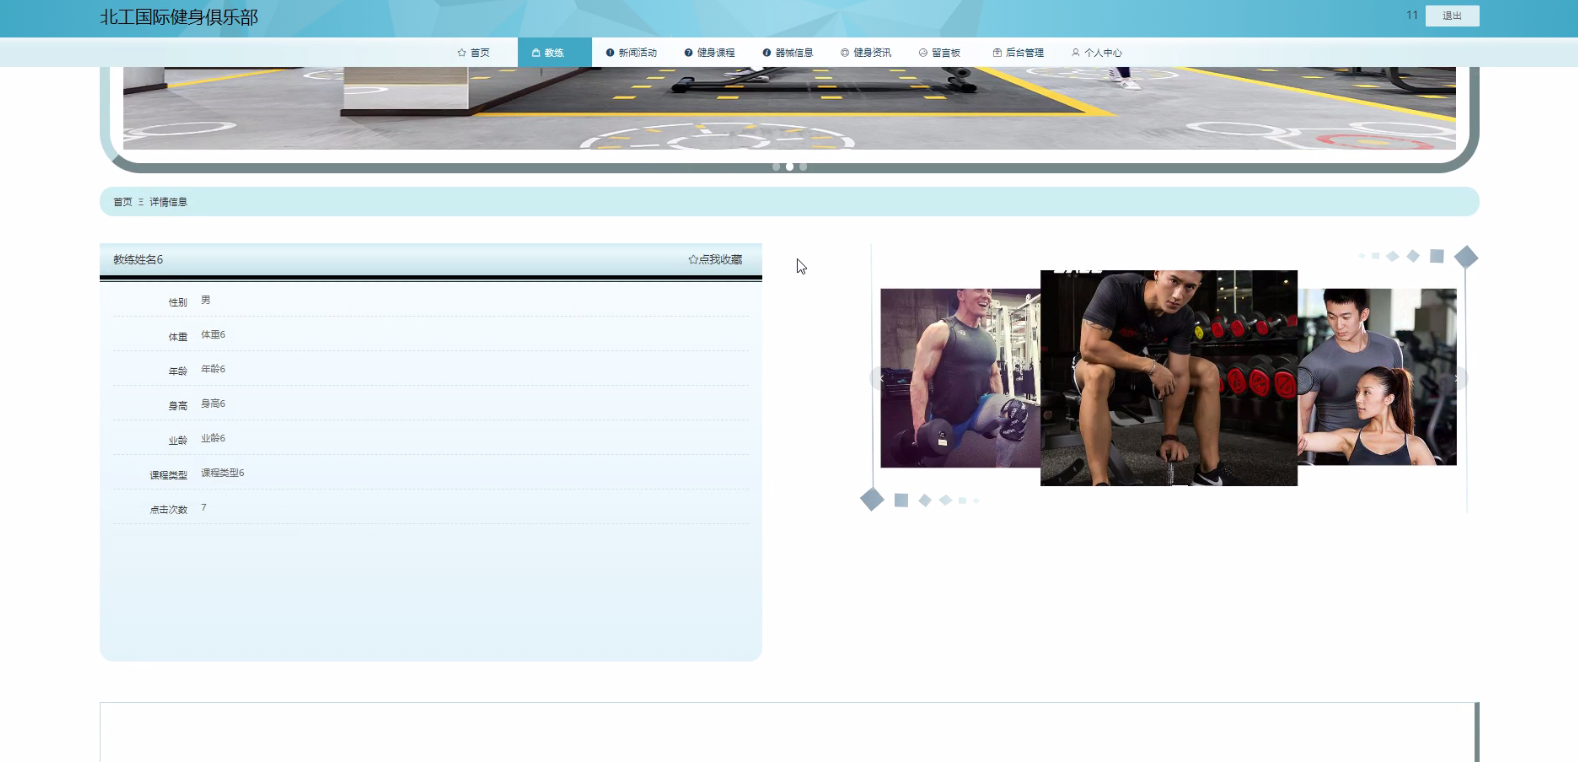 北工国际健身俱乐部
11 退出
首页 教练 新闻活动 健身课程 器械信息 健身资讯 留言板 后台管理 个人中心
首页 Ξ 详情信息
教练姓名6 ☆点我收藏
性别 男
体重 体重6
年龄 年龄6
身高 身高6
业龄 业龄6
课程类型 课程类型6
点击次数 7